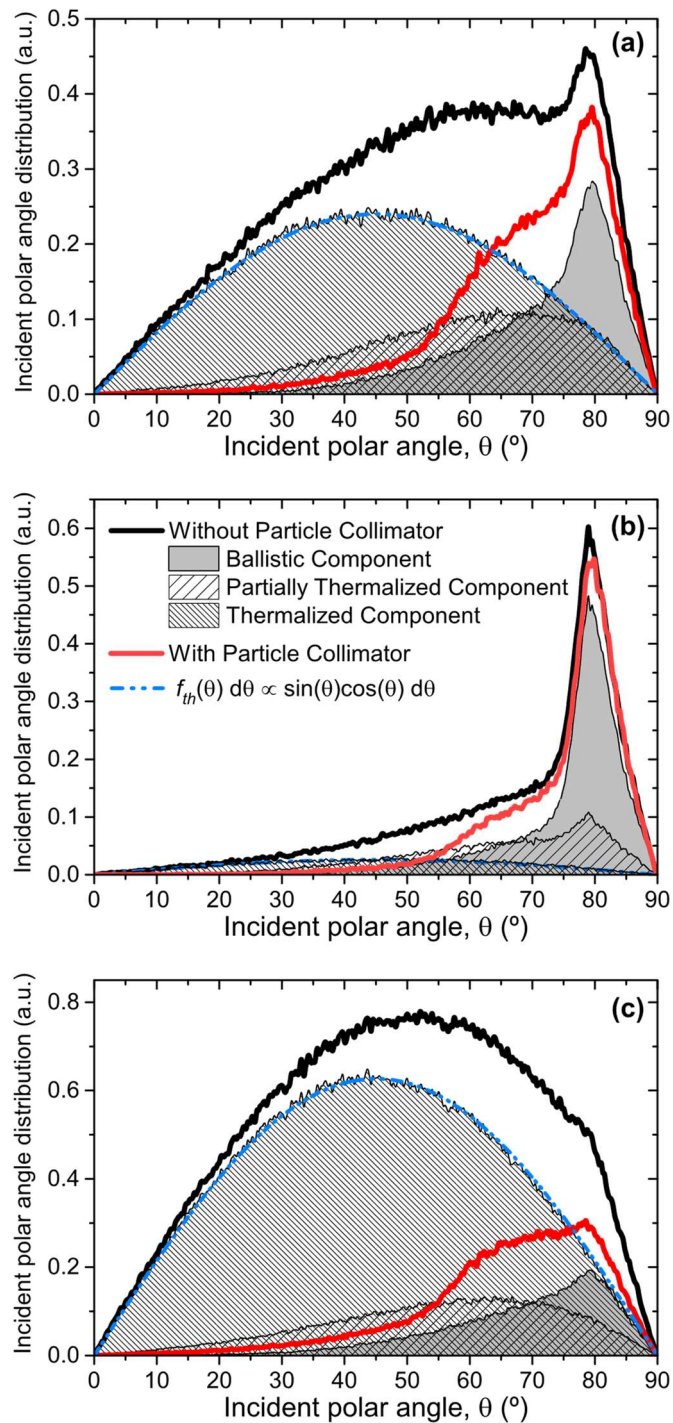 (a)
Incident polar angle distribution (a.u.)
0.5
0.4
0.3
0.2
0.1
0.0
0 10 20 30 40 50 60 70 80 90
Incident polar angle, θ (º)
(b)
Incident polar angle distribution (a.u.)
0.6
0.5
0.4
0.3
0.2
0.1
0.0
Without Particle Collimator
Ballistic Component
Partially Thermalized Component
Thermalized Component
With Particle Collimator
fth(θ) dθ ∝ sin(θ)cos(θ) dθ
0 10 20 30 40 50 60 70 80 90
Incident polar angle, θ (º)
(c)
Incident polar angle distribution (a.u.)
0.8
0.6
0.4
0.2
0.0
0 10 20 30 40 50 60 70 80 90
Incident polar angle, θ (º)